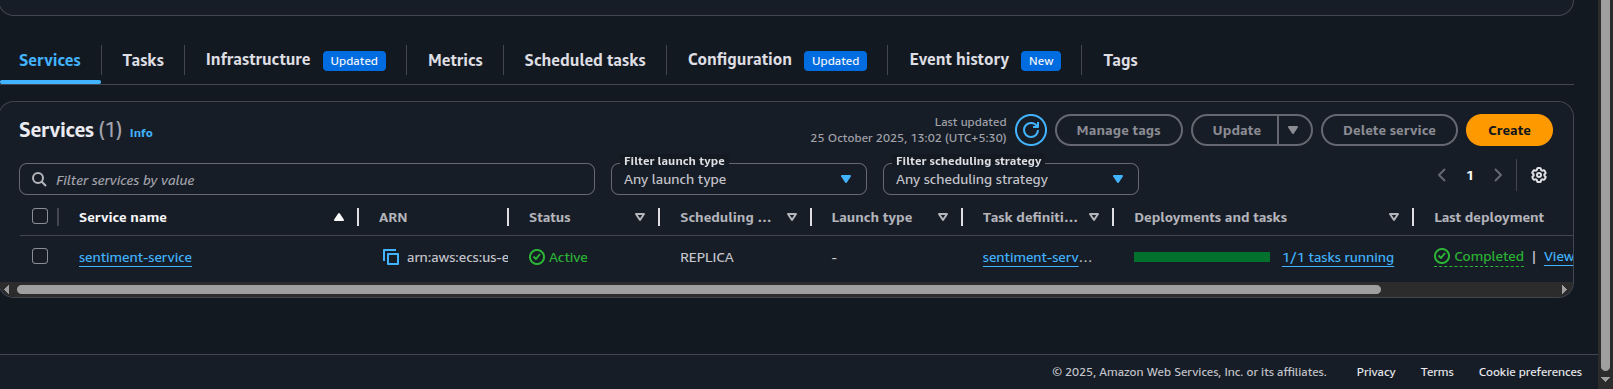 Services Tasks Infrastructure Updated Metrics Scheduled tasks Configuration Updated Event history New Tags
Services (1) Info
Last updated
25 October 2025, 13:02 (UTC+5:30)
Manage tags Update Delete service Create
Filter services by value
Filter launch type
Any launch type
Filter scheduling strategy
Any scheduling strategy
1
Service name ARN Status Scheduling ... Launch type Task definiti... Deployments and tasks Last deployment
sentiment-service arn:aws:ecs:us-e Active REPLICA - sentiment-serv... 1/1 tasks running Completed | View
© 2025, Amazon Web Services, Inc. or its affiliates. Privacy Terms Cookie preferences